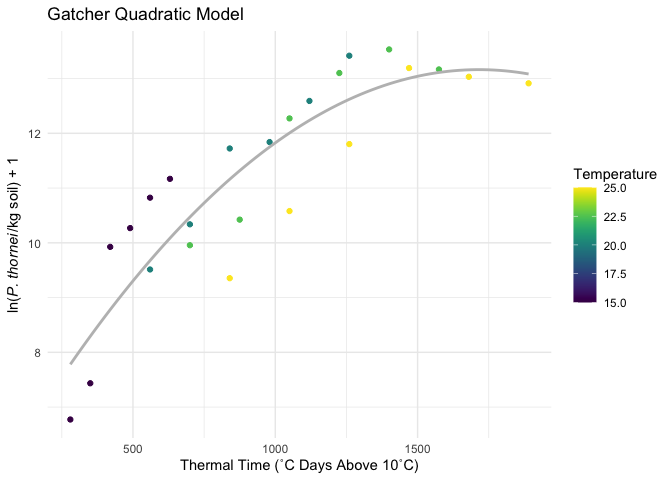 Gatcher Quadratic Model
ln(P. thornei/kg soil) + 1
12
10
8
500
1000
1500
Thermal Time (˚C Days Above 10˚C)
Temperature
25.0
22.5
20.0
17.5
15.0